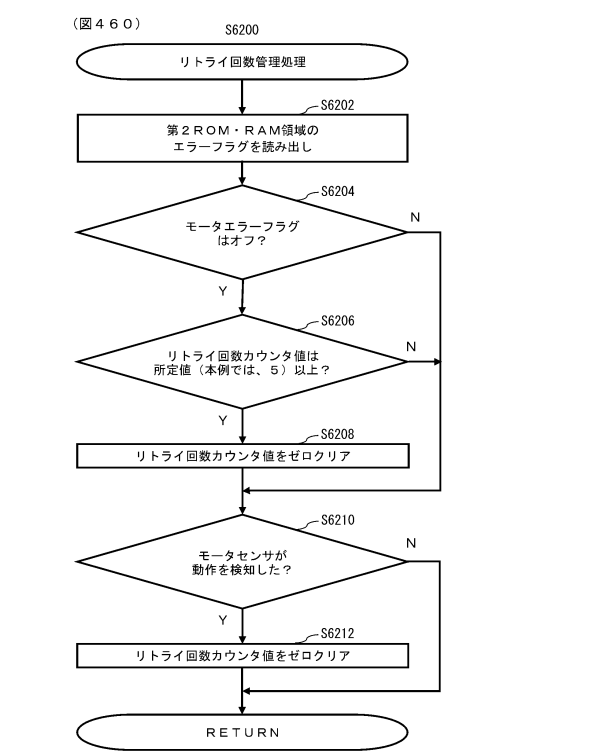 （図４６０）
S6200
リトライ回数管理処理
S6202
第２ＲＯＭ・ＲＡＭ領域の
エラーフラグを読み出し
S6204
モータエラーフラグ
はオフ？
N
Y
S6206
リトライ回数カウンタ値は
所定値（本例では、５）以上？
N
Y
S6208
リトライ回数カウンタ値をゼロクリア
S6210
モータセンサが
動作を検知した？
N
Y
S6212
リトライ回数カウンタ値をゼロクリア
ＲＥＴＵＲＮ